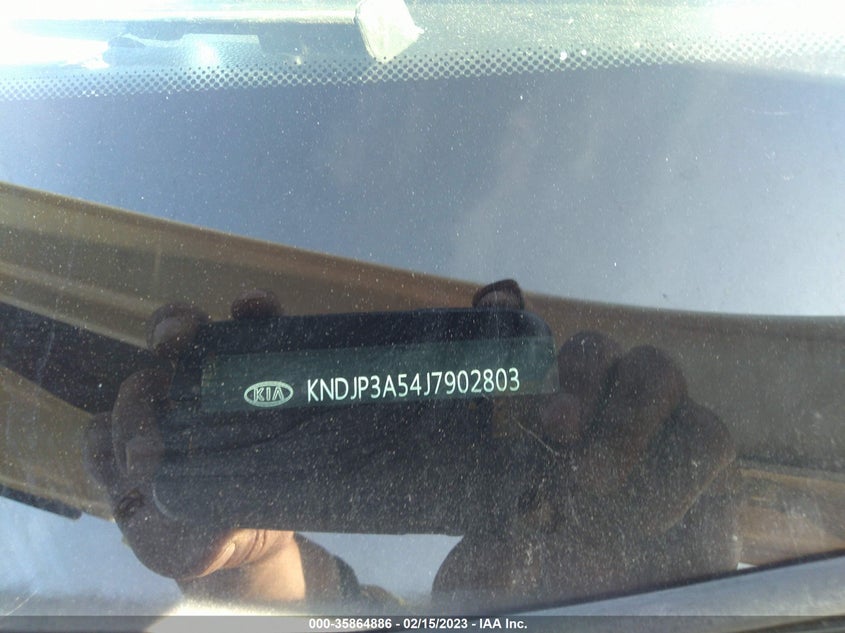 KIA KNDJP3A54J7902803
000-35864886 - 02/15/2023 - IAA Inc.